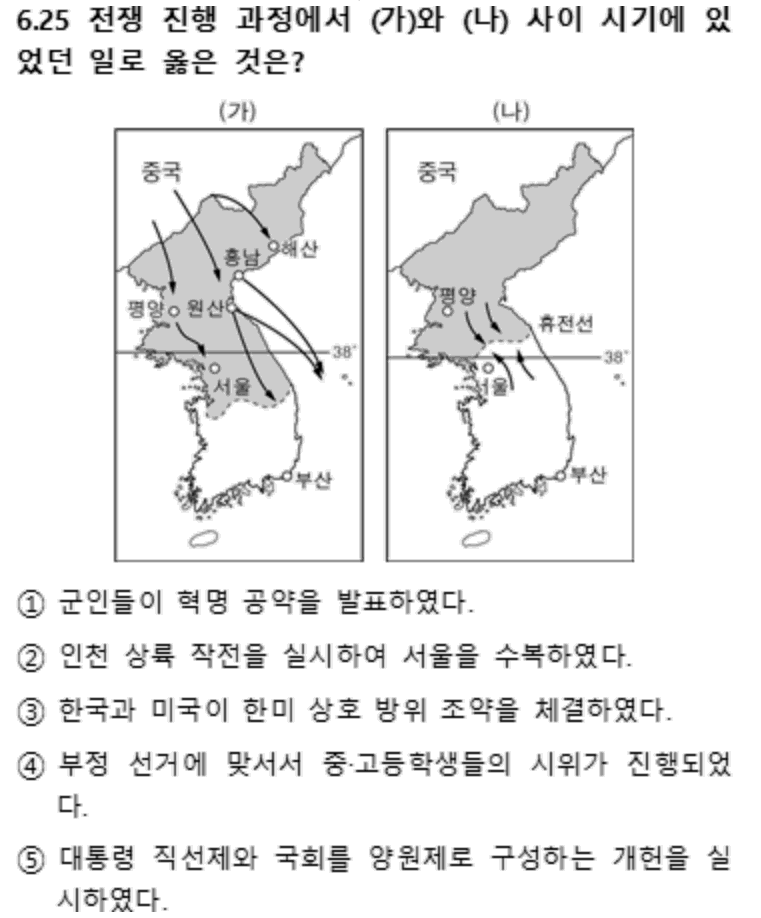 6.25 전쟁 진행 과정에서 (가)와 (나) 사이 시기에 있
었던 일로 옳은 것은?
(가)
중국
흥남
해산
평양
원산
38°
서울
부산
(나)
중국
평양
휴전선
38°
서울
부산
① 군인들이 혁명 공약을 발표하였다.
② 인천 상륙 작전을 실시하여 서울을 수복하였다.
③ 한국과 미국이 한미 상호 방위 조약을 체결하였다.
④ 부정 선거에 맞서서 중·고등학생들의 시위가 진행되었
다.
⑤ 대통령 직선제와 국회를 양원제로 구성하는 개헌을 실
시하였다.